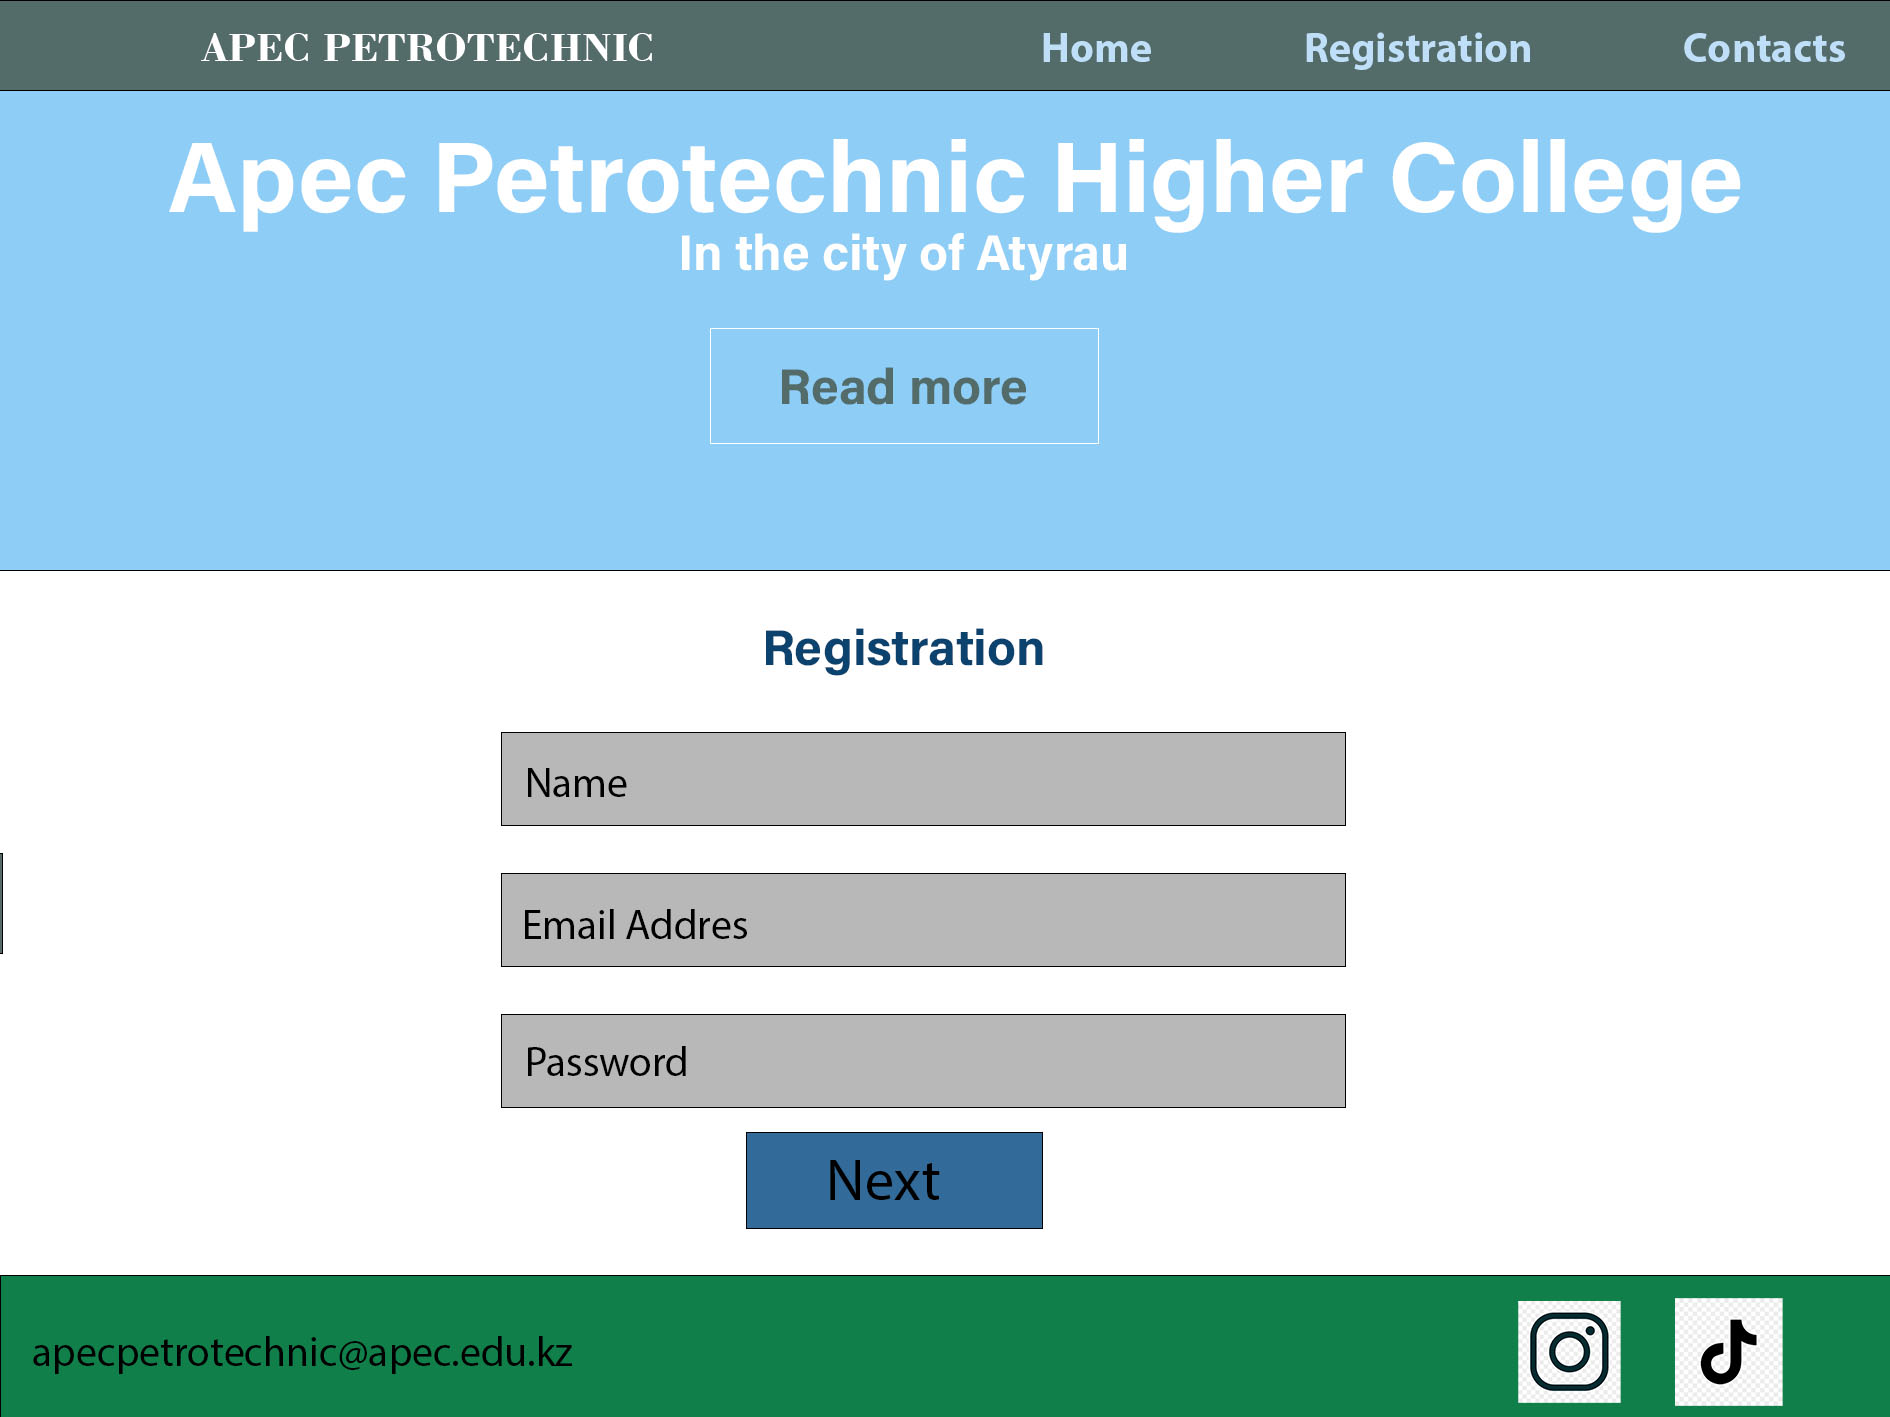 APEC PETROTECHNIC Home Registration Contacts
Apec Petrotechnic Higher College
In the city of Atyrau
Read more
Registration
Name
Email Addres
Password
Next
apecpetrotechnic@apec.edu.kz